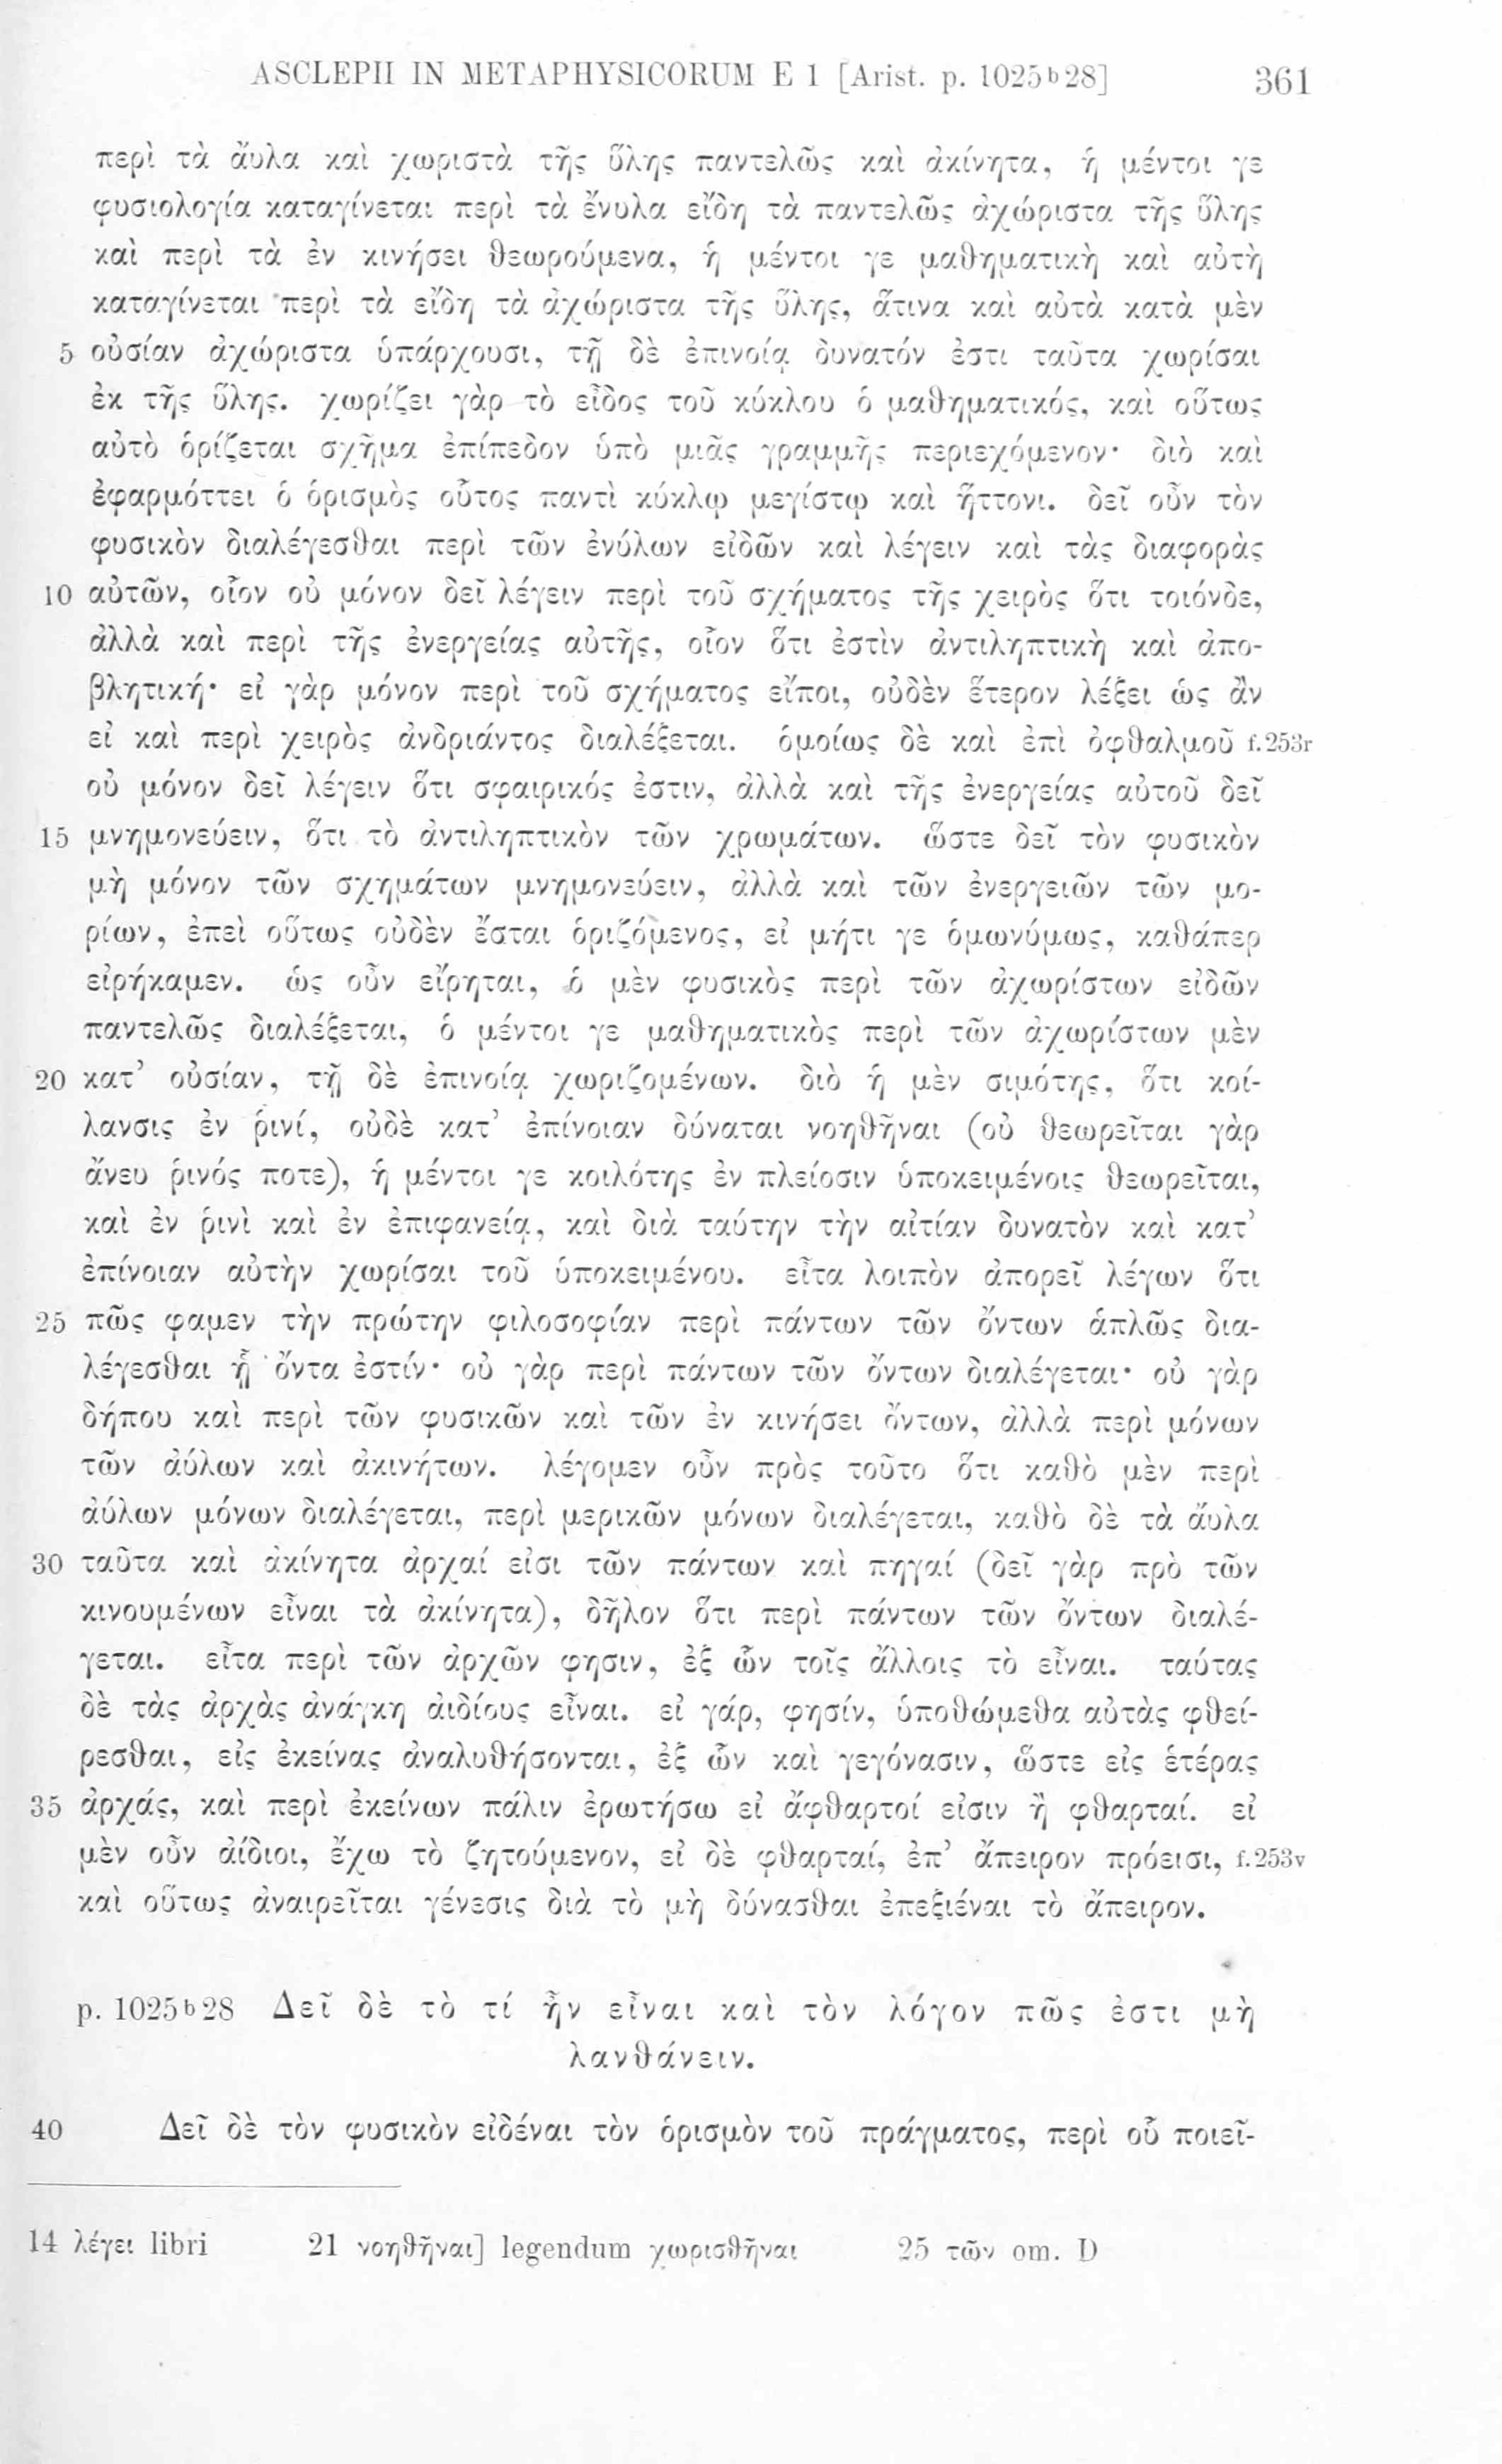 ASCLEPII IN METAPHYSICORUM E 1 [Arist. p. 1025ᵇ28] 361
περὶ τὰ ἄυλα καὶ χωριστὰ τῆς ὕλης παντελῶς καὶ ἀκίνητα, ἡ μέντοι γε
φυσιολογία καταγίνεται περὶ τὰ ἔνυλα εἴδη τὰ παντελῶς ἀχώριστα τῆς ὕλης
καὶ περὶ τὰ ἐν κινήσει θεωρούμενα, ἡ μέντοι γε μαθηματικὴ καὶ αὐτὴ
καταγίνεται περὶ τὰ εἴδη τὰ ἀχώριστα τῆς ὕλης, ἅτινα καὶ αὐτὰ κατὰ μὲν
5 οὐσίαν ἀχώριστα ὑπάρχουσι, τῇ δὲ ἐπινοίᾳ δυνατόν ἐστι ταῦτα χωρίσαι
ἐκ τῆς ὕλης. χωρίζει γὰρ τὸ εἶδος τοῦ κύκλου ὁ μαθηματικός, καὶ οὕτως
αὐτὸ ὁρίζεται σχῆμα ἐπίπεδον ὑπὸ μιᾶς γραμμῆς περιεχόμενον· διὸ καὶ
ἐφαρμόττει ὁ ὁρισμὸς οὗτος παντὶ κύκλῳ μεγίστῳ καὶ ἥττονι. δεῖ οὖν τὸν
φυσικὸν διαλέγεσθαι περὶ τῶν ἐνύλων εἰδῶν καὶ λέγειν καὶ τὰς διαφορὰς
10 αὐτῶν, οἷον οὐ μόνον δεῖ λέγειν περὶ τοῦ σχήματος τῆς χειρὸς ὅτι τοιόνδε,
ἀλλὰ καὶ περὶ τῆς ἐνεργείας αὐτῆς, οἷον ὅτι ἐστὶν ἀντιληπτικὴ καὶ ἀπο-
βλητική· εἰ γὰρ μόνον περὶ τοῦ σχήματος εἴποι, οὐδὲν ἕτερον λέξει ὡς ἂν
εἰ καὶ περὶ χειρὸς ἀνδριάντος διαλέξεται. ὁμοίως δὲ καὶ ἐπὶ ὀφθαλμοῦ f. 253r
οὐ μόνον δεῖ λέγειν ὅτι σφαιρικός ἐστιν, ἀλλὰ καὶ τῆς ἐνεργείας αὐτοῦ δεῖ
15 μνημονεύειν, ὅτι τὸ ἀντιληπτικὸν τῶν χρωμάτων. ὥστε δεῖ τὸν φυσικὸν
μὴ μόνον τῶν σχημάτων μνημονεύειν, ἀλλὰ καὶ τῶν ἐνεργειῶν τῶν μο-
ρίων, ἐπεὶ οὕτως οὐδὲν ἔσται ὁριζόμενος, εἰ μήτι γε ὁμωνύμως, καθάπερ
εἰρήκαμεν. ὡς οὖν εἴρηται, ὁ μὲν φυσικὸς περὶ τῶν ἀχωρίστων εἰδῶν
παντελῶς διαλέξεται, ὁ μέντοι γε μαθηματικὸς περὶ τῶν ἀχωρίστων μὲν
20 κατ’ οὐσίαν, τῇ δὲ ἐπινοίᾳ χωριζομένων. διὸ ἡ μὲν σιμότης, ὅτι κοί-
λανσις ἐν ῥινί, οὐδὲ κατ’ ἐπίνοιαν δύναται νοηθῆναι (οὐ θεωρεῖται γὰρ
ἄνευ ῥινός ποτε), ἡ μέντοι γε κοιλότης ἐν πλείοσιν ὑποκειμένοις θεωρεῖται,
καὶ ἐν ῥινὶ καὶ ἐν ἐπιφανείᾳ, καὶ διὰ ταύτην τὴν αἰτίαν δυνατὸν καὶ κατ’
ἐπίνοιαν αὐτὴν χωρίσαι τοῦ ὑποκειμένου. εἶτα λοιπὸν ἀπορεῖ λέγων ὅτι
25 πῶς φαμεν τὴν πρώτην φιλοσοφίαν περὶ πάντων τῶν ὄντων ἁπλῶς δια-
λέγεσθαι ᾗ ὄντα ἐστίν· οὐ γὰρ περὶ πάντων τῶν ὄντων διαλέγεται· οὐ γὰρ
δήπου καὶ περὶ τῶν φυσικῶν καὶ τῶν ἐν κινήσει ὄντων, ἀλλὰ περὶ μόνων
τῶν ἀύλων καὶ ἀκινήτων. λέγομεν οὖν πρὸς τοῦτο ὅτι καθὸ μὲν περὶ
ἀύλων μόνων διαλέγεται, περὶ μερικῶν μόνων διαλέγεται, καθὸ δὲ τὰ ἄυλα
30 ταῦτα καὶ ἀκίνητα ἀρχαί εἰσι τῶν πάντων καὶ πηγαί (δεῖ γὰρ πρὸ τῶν
κινουμένων εἶναι τὰ ἀκίνητα), δῆλον ὅτι περὶ πάντων τῶν ὄντων διαλέ-
γεται. εἶτα περὶ τῶν ἀρχῶν φησιν, ἐξ ὧν τοῖς ἄλλοις τὸ εἶναι. ταύτας
δὲ τὰς ἀρχὰς ἀνάγκη ἀιδίους εἶναι. εἰ γάρ, φησίν, ὑποθώμεθα αὐτὰς φθεί-
ρεσθαι, εἰς ἐκείνας ἀναλυθήσονται, ἐξ ὧν καὶ γεγόνασιν, ὥστε εἰς ἑτέρας
35 ἀρχάς, καὶ περὶ ἐκείνων πάλιν ἐρωτήσω εἰ ἄφθαρτοί εἰσιν ἢ φθαρταί. εἰ
μὲν οὖν ἀίδιοι, ἔχω τὸ ζητούμενον, εἰ δὲ φθαρταί, ἐπ’ ἄπειρον πρόεισι, f. 253v
καὶ οὕτως ἀναιρεῖται γένεσις διὰ τὸ μὴ δύνασθαι ἐπεξιέναι τὸ ἄπειρον.
p. 1025ᵇ28 Δεῖ δὲ τὸ τί ἦν εἶναι καὶ τὸν λόγον πῶς ἐστι μὴ
λανθάνειν.
40 Δεῖ δὲ τὸν φυσικὸν εἰδέναι τὸν ὁρισμὸν τοῦ πράγματος, περὶ οὗ ποιεῖ-
14 λέγει libri 21 νοηθῆναι] legendum χωρισθῆναι 25 τῶν om. D